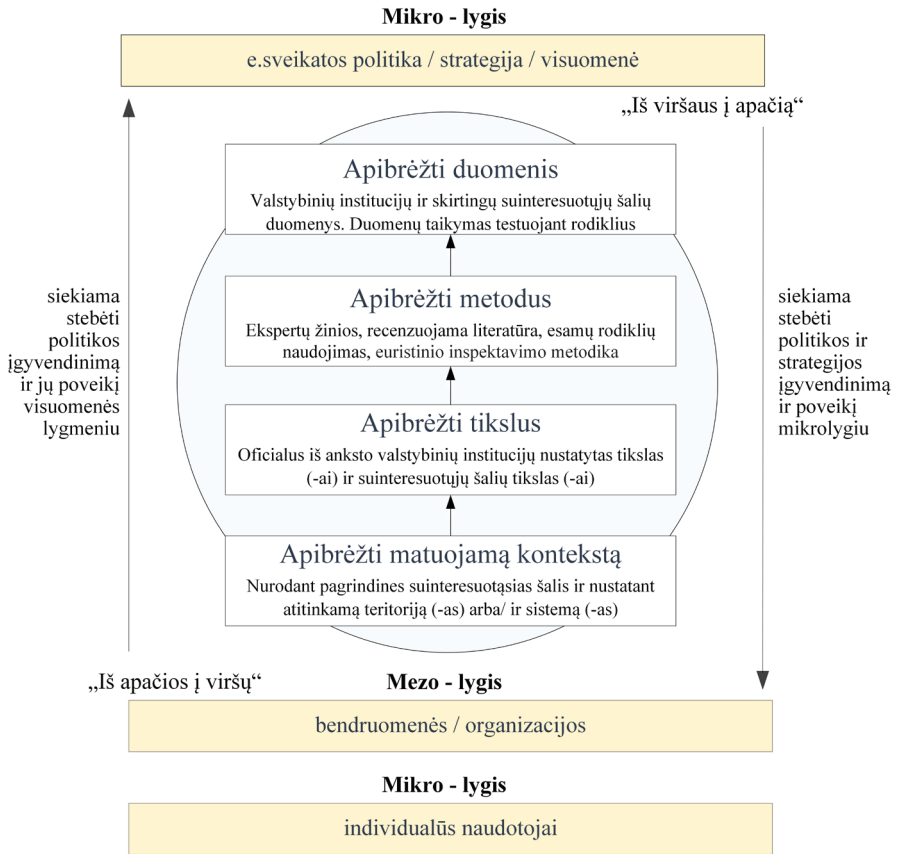 Mikro - lygis
e.sveikatos politika / strategija / visuomenė
„Iš viršaus į apačią“
Apibrėžti duomenis
Valstybinių institucijų ir skirtingų suinteresuotųjų šalių
duomenys. Duomenų taikymas testuojant rodiklius
Apibrėžti metodus
Ekspertų žinios, recenzuojama literatūra, esamų rodiklių
naudojimas, euristinio inspektavimo metodika
Apibrėžti tikslus
Oficialus iš anksto valstybinių institucijų nustatytas tikslas
(-ai) ir suinteresuotųjų šalių tikslas (-ai)
Apibrėžti matuojamą kontekstą
Nurodant pagrindines suinteresuotąsias šalis ir nustatant
atitinkamą teritoriją (-as) arba/ ir sistemą (-as)
siekiama
stebėti
politikos
įgyvendinimą
ir jų poveikį
visuomenės
lygmeniu
siekiama
stebėti
politikos ir
strategijos
įgyvendinimą
ir poveikį
mikrolygiu
„Iš apačios į viršų“
Mezo - lygis
bendruomenės / organizacijos
Mikro - lygis
individualūs naudotojai